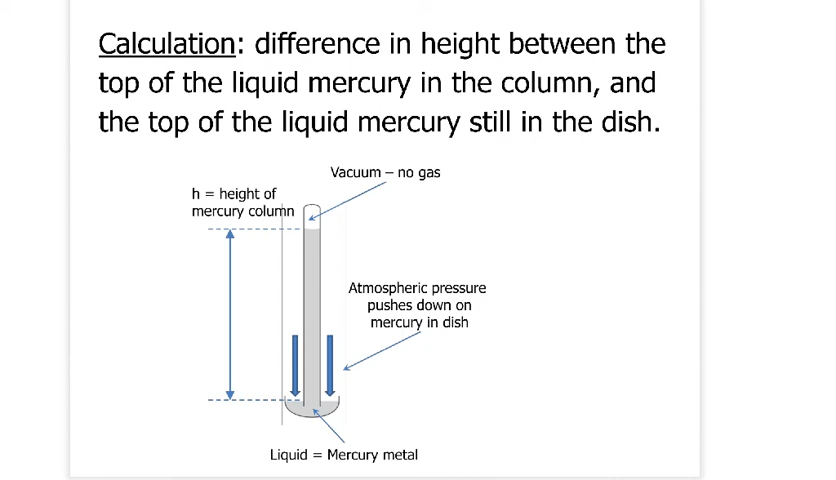 Calculation: difference in height between the
top of the liquid mercury in the column, and
the top of the liquid mercury still in the dish.
Vacuum – no gas
h = height of
mercury column
Atmospheric pressure
pushes down on
mercury in dish
Liquid = Mercury metal